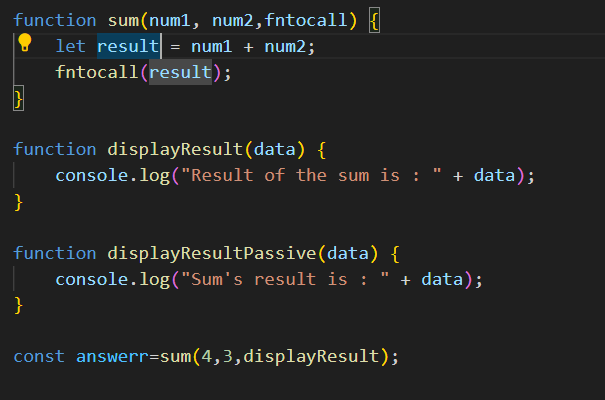 function sum(num1, num2,fntocall) {
    let result = num1 + num2;
    fntocall(result);
}

function displayResult(data) {
    console.log("Result of the sum is : " + data);
}

function displayResultPassive(data) {
    console.log("Sum's result is : " + data);
}

const answerr=sum(4,3,displayResult);